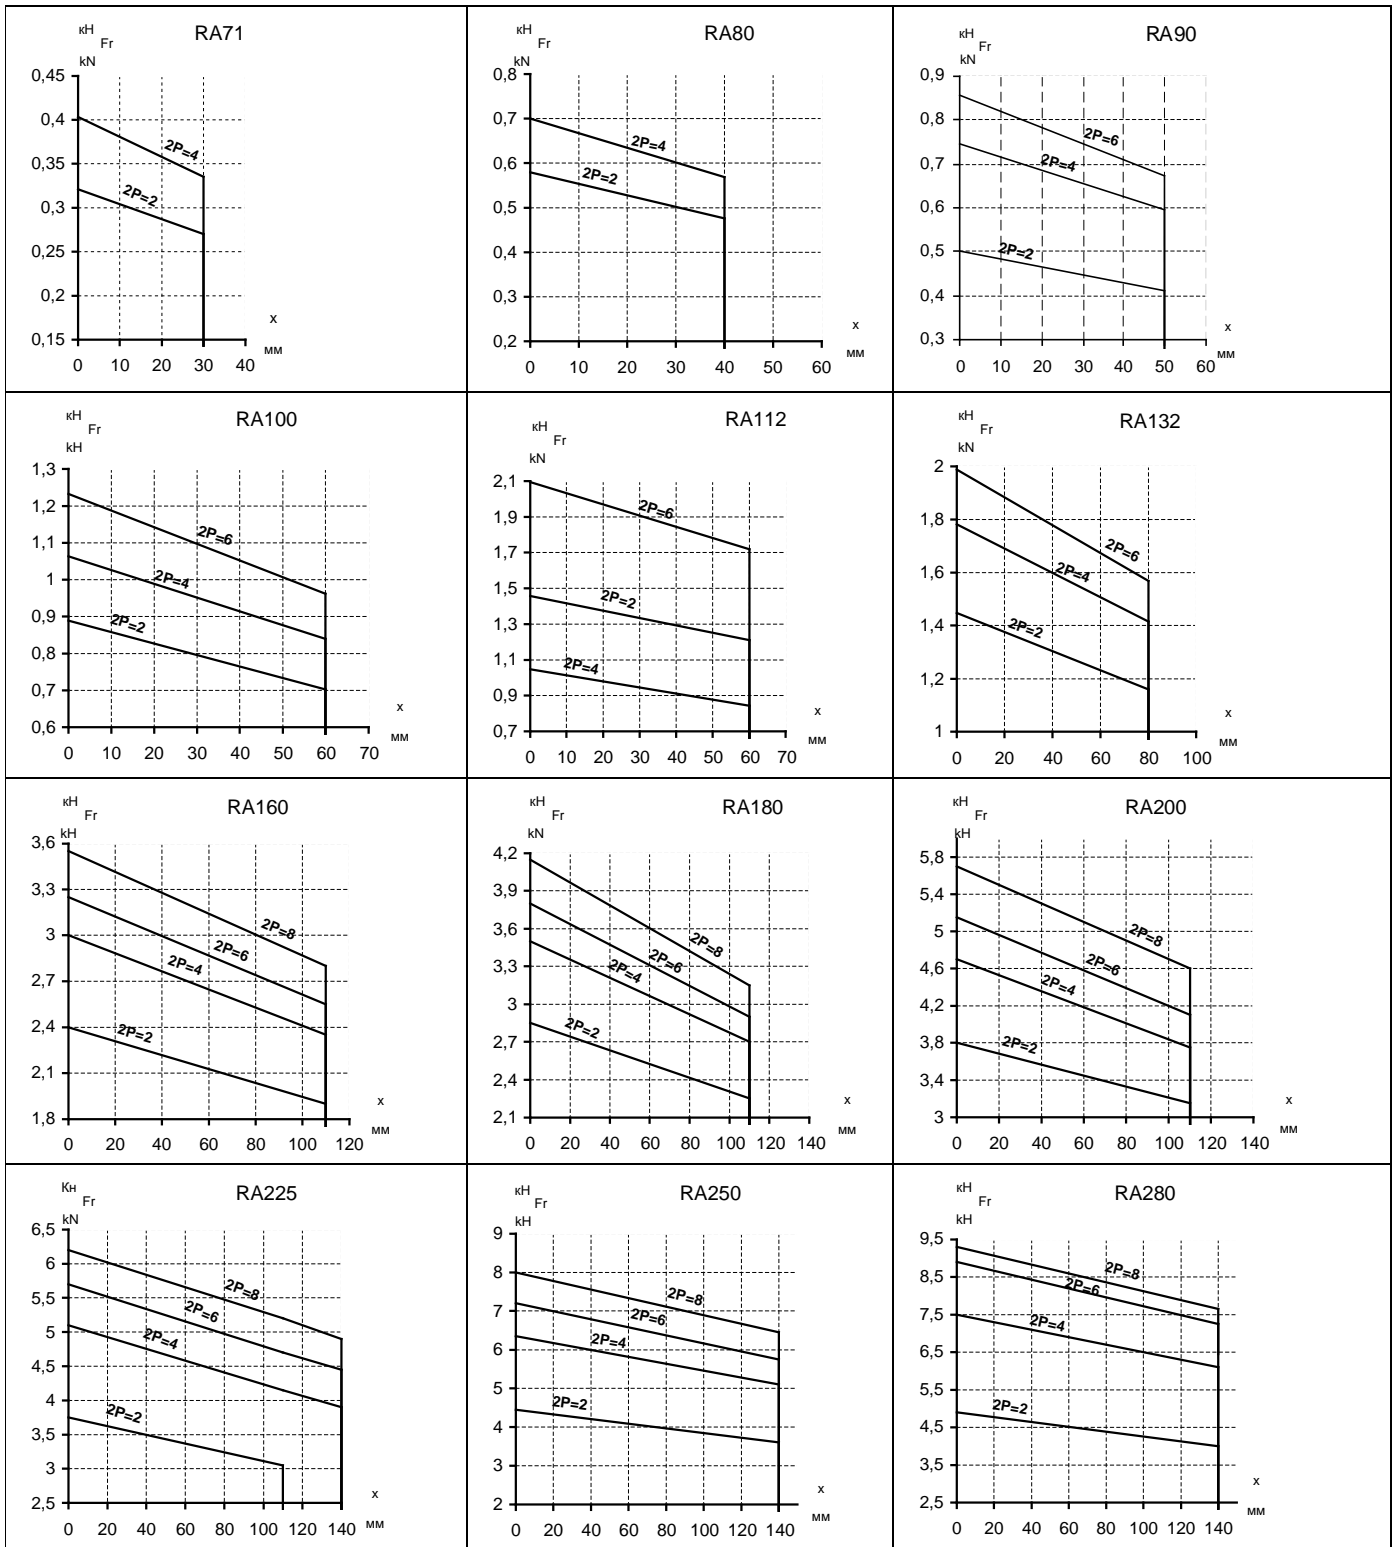 кН Fr RA71
kN
0,45
0,4
2P=4
0,35
2P=2
0,3
0,25
0,2
x
0,15
мм
0 10 20 30 40
кН Fr RA80
kN
0,8
0,7
2P=4
0,6
2P=2
0,5
0,4
0,3
x
0,2
мм
0 10 20 30 40 50 60
кН Fr RA90
kN
0,9
0,8
2P=6
0,7
2P=4
0,6
0,5
2P=2
0,4
x
0,3
мм
0 10 20 30 40 50 60
кН Fr RA100
kH
1,3
1,2
2P=6
1,1
1
2P=4
0,9
2P=2
0,8
0,7
x
0,6
мм
0 10 20 30 40 50 60 70
кН Fr RA112
kN
2,1
1,9
2P=6
1,7
1,5
2P=2
1,3
1,1
2P=4
0,9
x
0,7
мм
0 10 20 30 40 50 60 70
кН Fr RA132
kN
2
1,8
2P=6
1,6
2P=4
1,4
2P=2
1,2
x
1
мм
0 20 40 60 80 100
кН Fr RA160
kH
3,6
3,3
2P=8
3
2P=6
2P=4
2,7
2,4
2P=2
2,1
x
1,8
мм
0 20 40 60 80 100 120
кН Fr RA180
kN
4,2
3,9
3,6
2P=8
2P=6
3,3
2P=4
3
2P=2
2,7
2,4
x
2,1
мм
0 20 40 60 80 100 120 140
кН Fr RA200
kH
5,8
5,4
5
2P=8
2P=6
4,6
2P=4
4,2
3,8
2P=2
3,4
x
3
мм
0 20 40 60 80 100 120 140
Кн Fr RA225
kN
6,5
6
2P=8
5,5
2P=6
5
2P=4
4,5
4
2P=2
3,5
3
x
2,5
мм
0 20 40 60 80 100 120 140
кН Fr RA250
kH
9
8
2P=8
7
2P=6
2P=4
6
5
2P=2
4
3
x
2
мм
0 20 40 60 80 100 120 140
кН Fr RA280
kH
9,5
2P=8
8,5
2P=6
7,5
2P=4
6,5
5,5
2P=2
4,5
3,5
x
2,5
мм
0 20 40 60 80 100 120 140